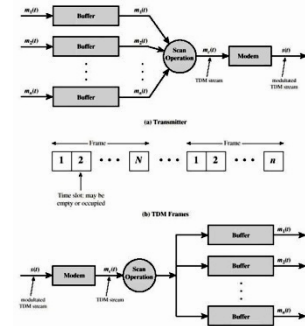 m₁(t) Buffer m₁(t)
m₂(t) Buffer m₂(t)
Scan Operation mc(t) Modem s(t)
TDM stream
modulated TDM stream
mₙ(t) Buffer mₙ(t)
(a) Transmitter
Frame Frame
1 2 • • • N • • • 1 2 • • • n
Time slot: may be
empty or occupied
(b) TDM Frames
Buffer m₁(t)
Buffer m₂(t)
s(t) Modem mc(t) Scan Operation
modulated TDM stream
TDM stream
Buffer mₙ(t)